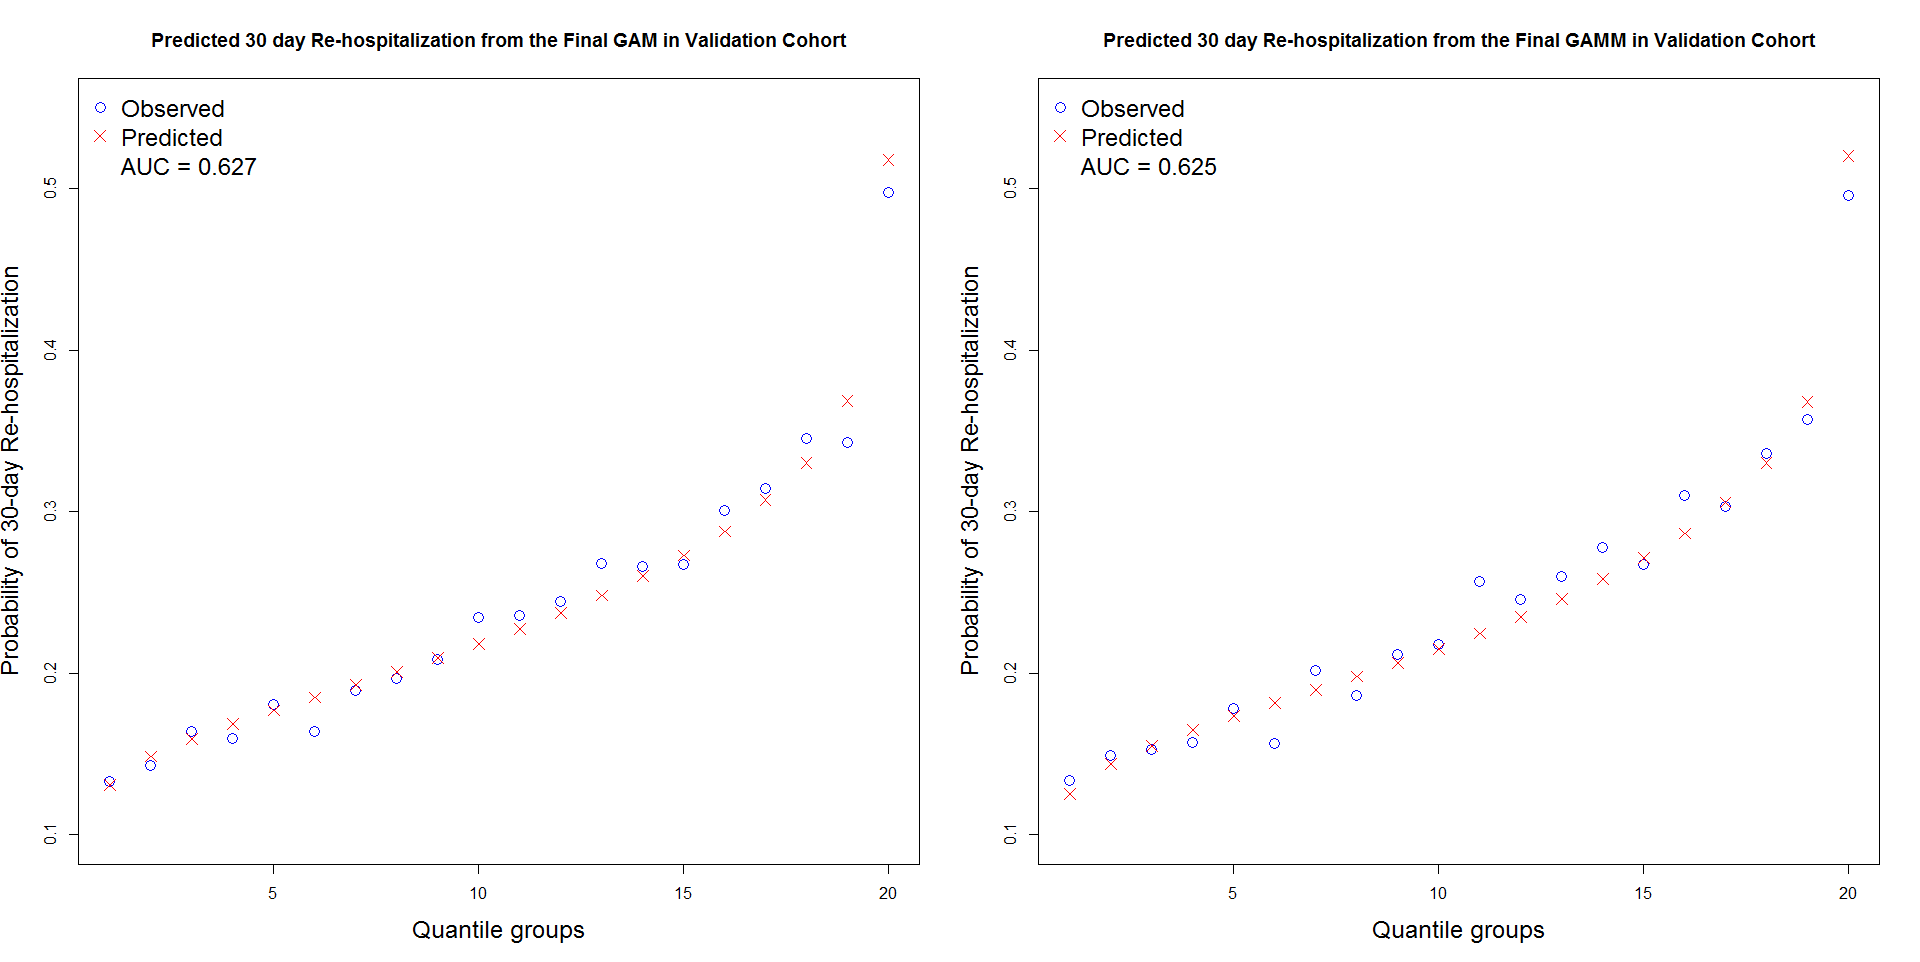 Predicted 30 day Re-hospitalization from the Final GAM in Validation Cohort
Observed
Predicted
AUC = 0.627
Probability of 30-day Re-hospitalization
0.5
0.4
0.3
0.2
0.1
5 10 15 20
Quantile groups
Predicted 30 day Re-hospitalization from the Final GAMM in Validation Cohort
Observed
Predicted
AUC = 0.625
Probability of 30-day Re-hospitalization
0.5
0.4
0.3
0.2
0.1
5 10 15 20
Quantile groups